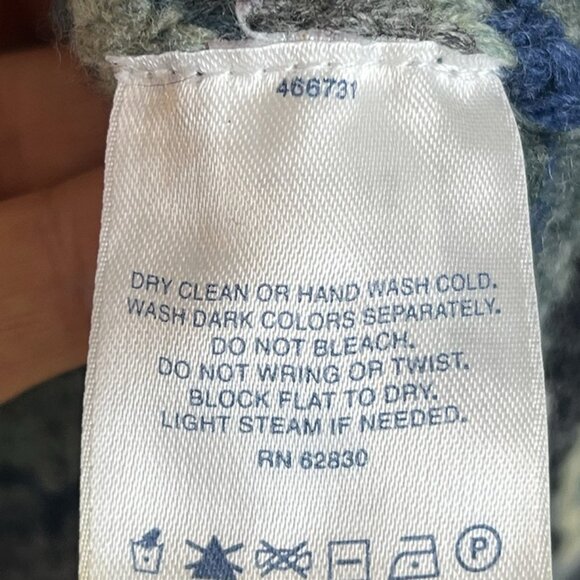 466731
DRY CLEAN OR HAND WASH COLD.
WASH DARK COLORS SEPARATELY.
DO NOT BLEACH.
DO NOT WRING OR TWIST.
BLOCK FLAT TO DRY.
LIGHT STEAM IF NEEDED.
RN 62830
P